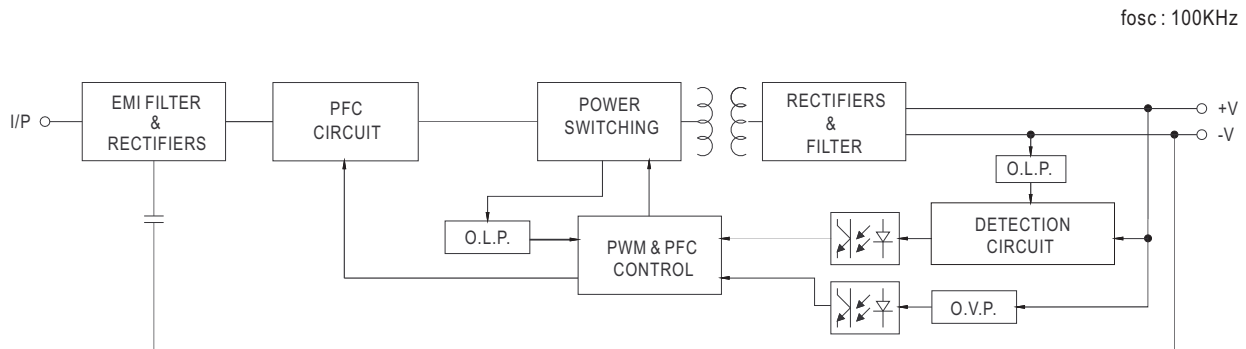 fosc : 100KHz
I/P
EMI FILTER
&
RECTIFIERS
PFC
CIRCUIT
POWER
SWITCHING
RECTIFIERS
&
FILTER
+V
-V
O.L.P.
O.L.P.
PWM & PFC
CONTROL
DETECTION
CIRCUIT
O.V.P.